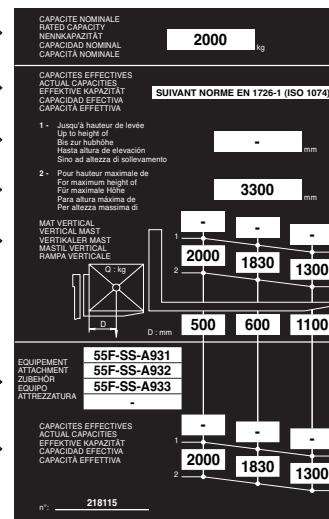 CAPACITE NOMINALE
RATED CAPACITY
NENNKAPAZITÄT
CAPACIDAD NOMINAL
CAPACITÀ NOMINALE
2000 kg
CAPACITES EFFECTIVES
ACTUAL CAPACITIES
EFFEKTIVE KAPAZITÄT
CAPACIDAD EFECTIVA
CAPACITÀ EFFETTIVA
SUIVANT NORME EN 1726-1 (ISO 1074)
1 - Jusqu'à hauteur de levée
Up to height of
Bis zur hubhöhe
Hasta altura de elevación
Sino ad altezza di sollevamento
- mm
2 - Pour hauteur maximale de
For maximum height of
Für maximale Höhe
Para altura máxima de
Per altezza massima di
3300 mm
MAT VERTICAL
VERTICAL MAST
VERTIKALER MAST
MASTIL VERTICAL
RAMPA VERTICALE
1 - - -
2 2000 1830 1300
Q : kg
D
D : mm 500 600 1100
EQUIPEMENT
ATTACHMENT
ZUBEHÖR
EQUIPO
ATTREZZATURA
55F-SS-A931
55F-SS-A932
55F-SS-A933
-
CAPACITES EFFECTIVES
ACTUAL CAPACITIES
EFFEKTIVE KAPAZITÄT
CAPACIDAD EFECTIVA
CAPACITÀ EFFETTIVA
1 - - -
2 2000 1830 1300
n°: 218115